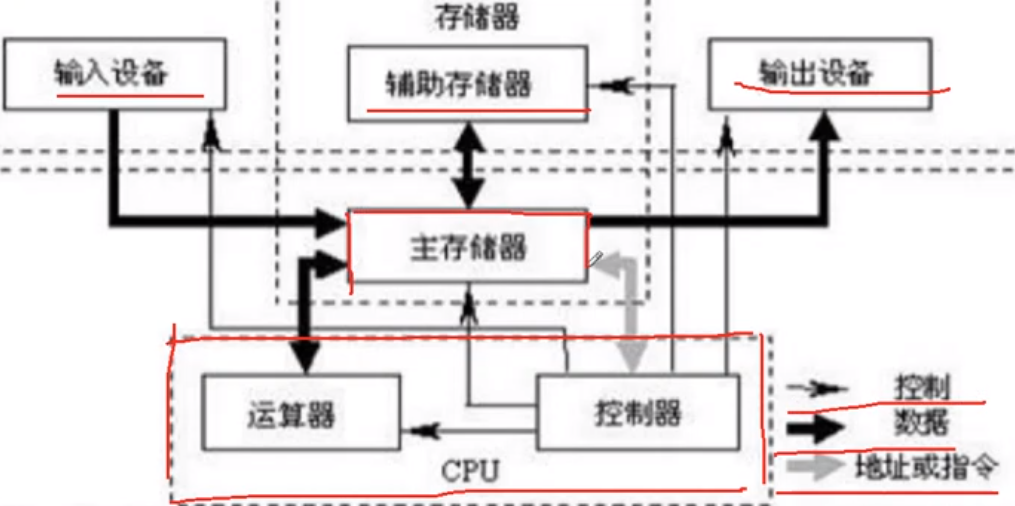 存储器
输入设备
辅助存储器
输出设备
主存储器
运算器
控制器
CPU
控制
数据
地址或指令